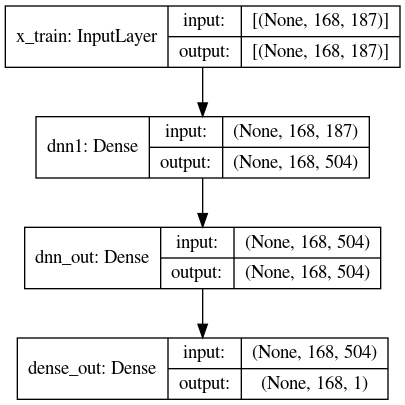 x_train: InputLayer
input: [(None, 168, 187)]
output: [(None, 168, 187)]
dnn1: Dense
input: (None, 168, 187)
output: (None, 168, 504)
dnn_out: Dense
input: (None, 168, 504)
output: (None, 168, 504)
dense_out: Dense
input: (None, 168, 504)
output: (None, 168, 1)